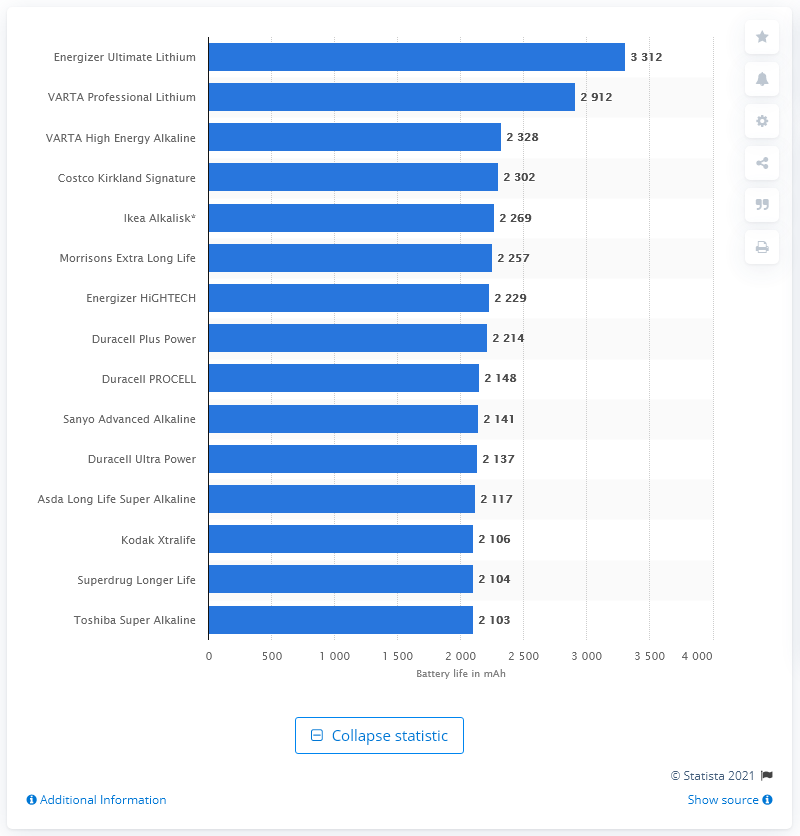 Energizer Ultimate Lithium 3 312
VARTA Professional Lithium 2 912
VARTA High Energy Alkaline 2 328
Costco Kirkland Signature 2 302
Ikea Alkalisk* 2 269
Morrisons Extra Long Life 2 257
Energizer HiGHTECH 2 229
Duracell Plus Power 2 214
Duracell PROCELL 2 148
Sanyo Advanced Alkaline 2 141
Duracell Ultra Power 2 137
Asda Long Life Super Alkaline 2 117
Kodak Xtralife 2 106
Superdrug Longer Life 2 104
Toshiba Super Alkaline 2 103
0 500 1 000 1 500 2 000 2 500 3 000 3 500 4 000
Battery life in mAh
Collapse statistic
© Statista 2021
Additional Information Show source